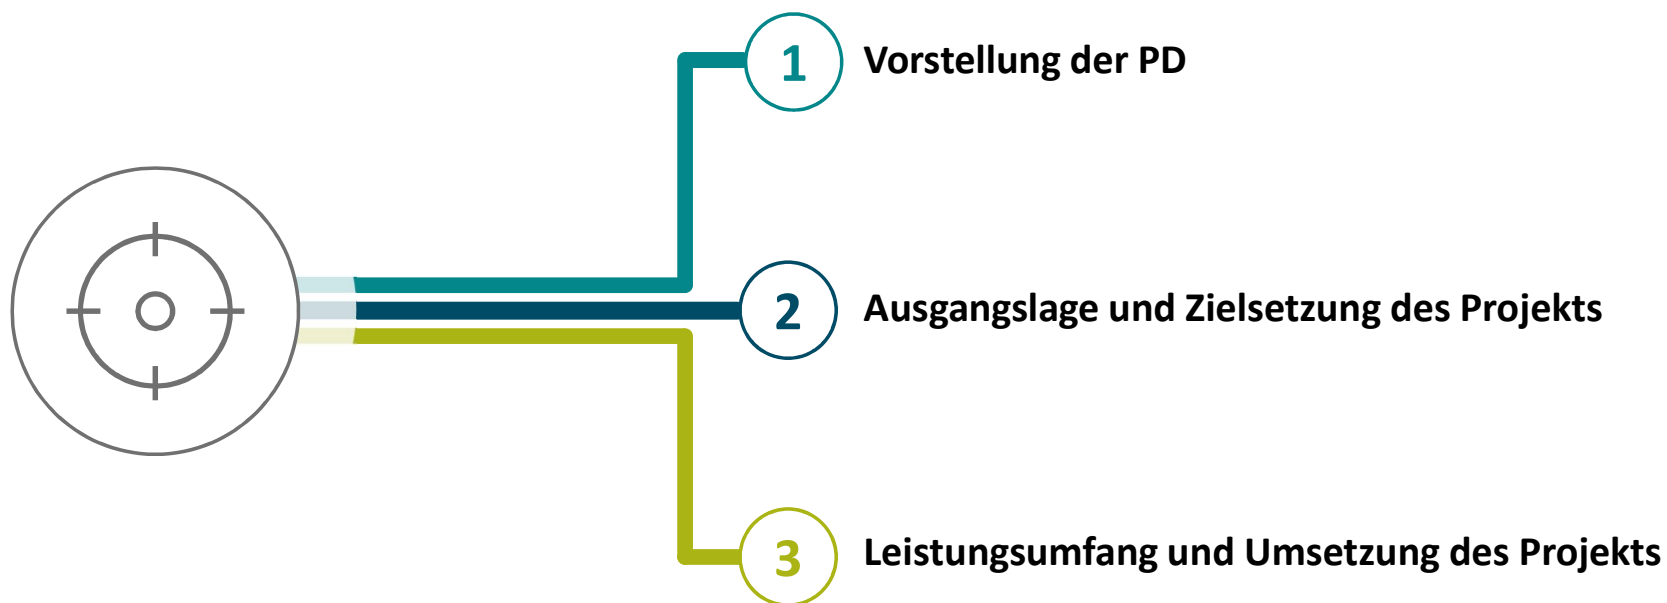 1 Vorstellung der PD
2 Ausgangslage und Zielsetzung des Projekts
3 Leistungsumfang und Umsetzung des Projekts